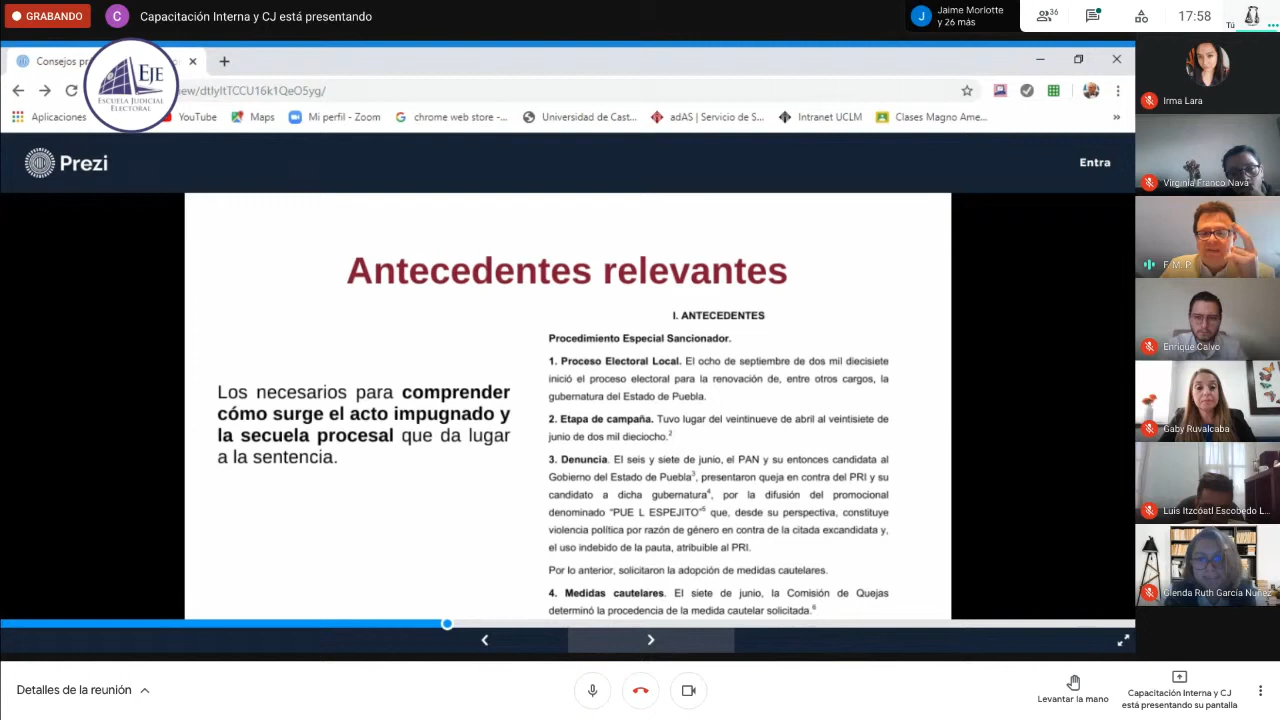 GRABANDO
C
Capacitación Interna y CJ está presentando
J
Jaime Morlotte
y 26 más
36
17:58
Tú
Consejos pr
EJE
ESCUELA JUDICIAL
ELECTORAL
ew/dtIyItTCCU16k1QeO5yg/
Aplicaciones
YouTube
Maps
Mi perfil - Zoom
chrome web store -...
Universidad de Cast...
adAS | Servicio de S...
Intranet UCLM
Clases Magno Ame...
»
Prezi
Entra
Antecedentes relevantes
Los necesarios para comprender
cómo surge el acto impugnado y
la secuela procesal que da lugar
a la sentencia.
I. ANTECEDENTES
Procedimiento Especial Sancionador.
1. Proceso Electoral Local. El ocho de septiembre de dos mil diecisiete
inició el proceso electoral para la renovación de, entre otros cargos, la
gubernatura del Estado de Puebla.
2. Etapa de campaña. Tuvo lugar del veintinueve de abril al veintisiete de
junio de dos mil dieciocho.2
3. Denuncia. El seis y siete de junio, el PAN y su entonces candidata al
Gobierno del Estado de Puebla3, presentaron queja en contra del PRI y su
candidato a dicha gubernatura4, por la difusión del promocional
denominado "PUE L ESPEJITO"5 que, desde su perspectiva, constituye
violencia política por razón de género en contra de la citada excandidata y,
el uso indebido de la pauta, atribuible al PRI.
Por lo anterior, solicitaron la adopción de medidas cautelares.
4. Medidas cautelares. El siete de junio, la Comisión de Quejas
determinó la procedencia de la medida cautelar solicitada.6
Irma Lara
Virginia Franco Nava
F. M. P.
Enrique Calvo
Gaby Ruvalcaba
Luis Itzcóatl Escobedo L...
Glenda Ruth García Núñez
Detalles de la reunión
Levantar la mano
Capacitación Interna y CJ
está presentando su pantalla